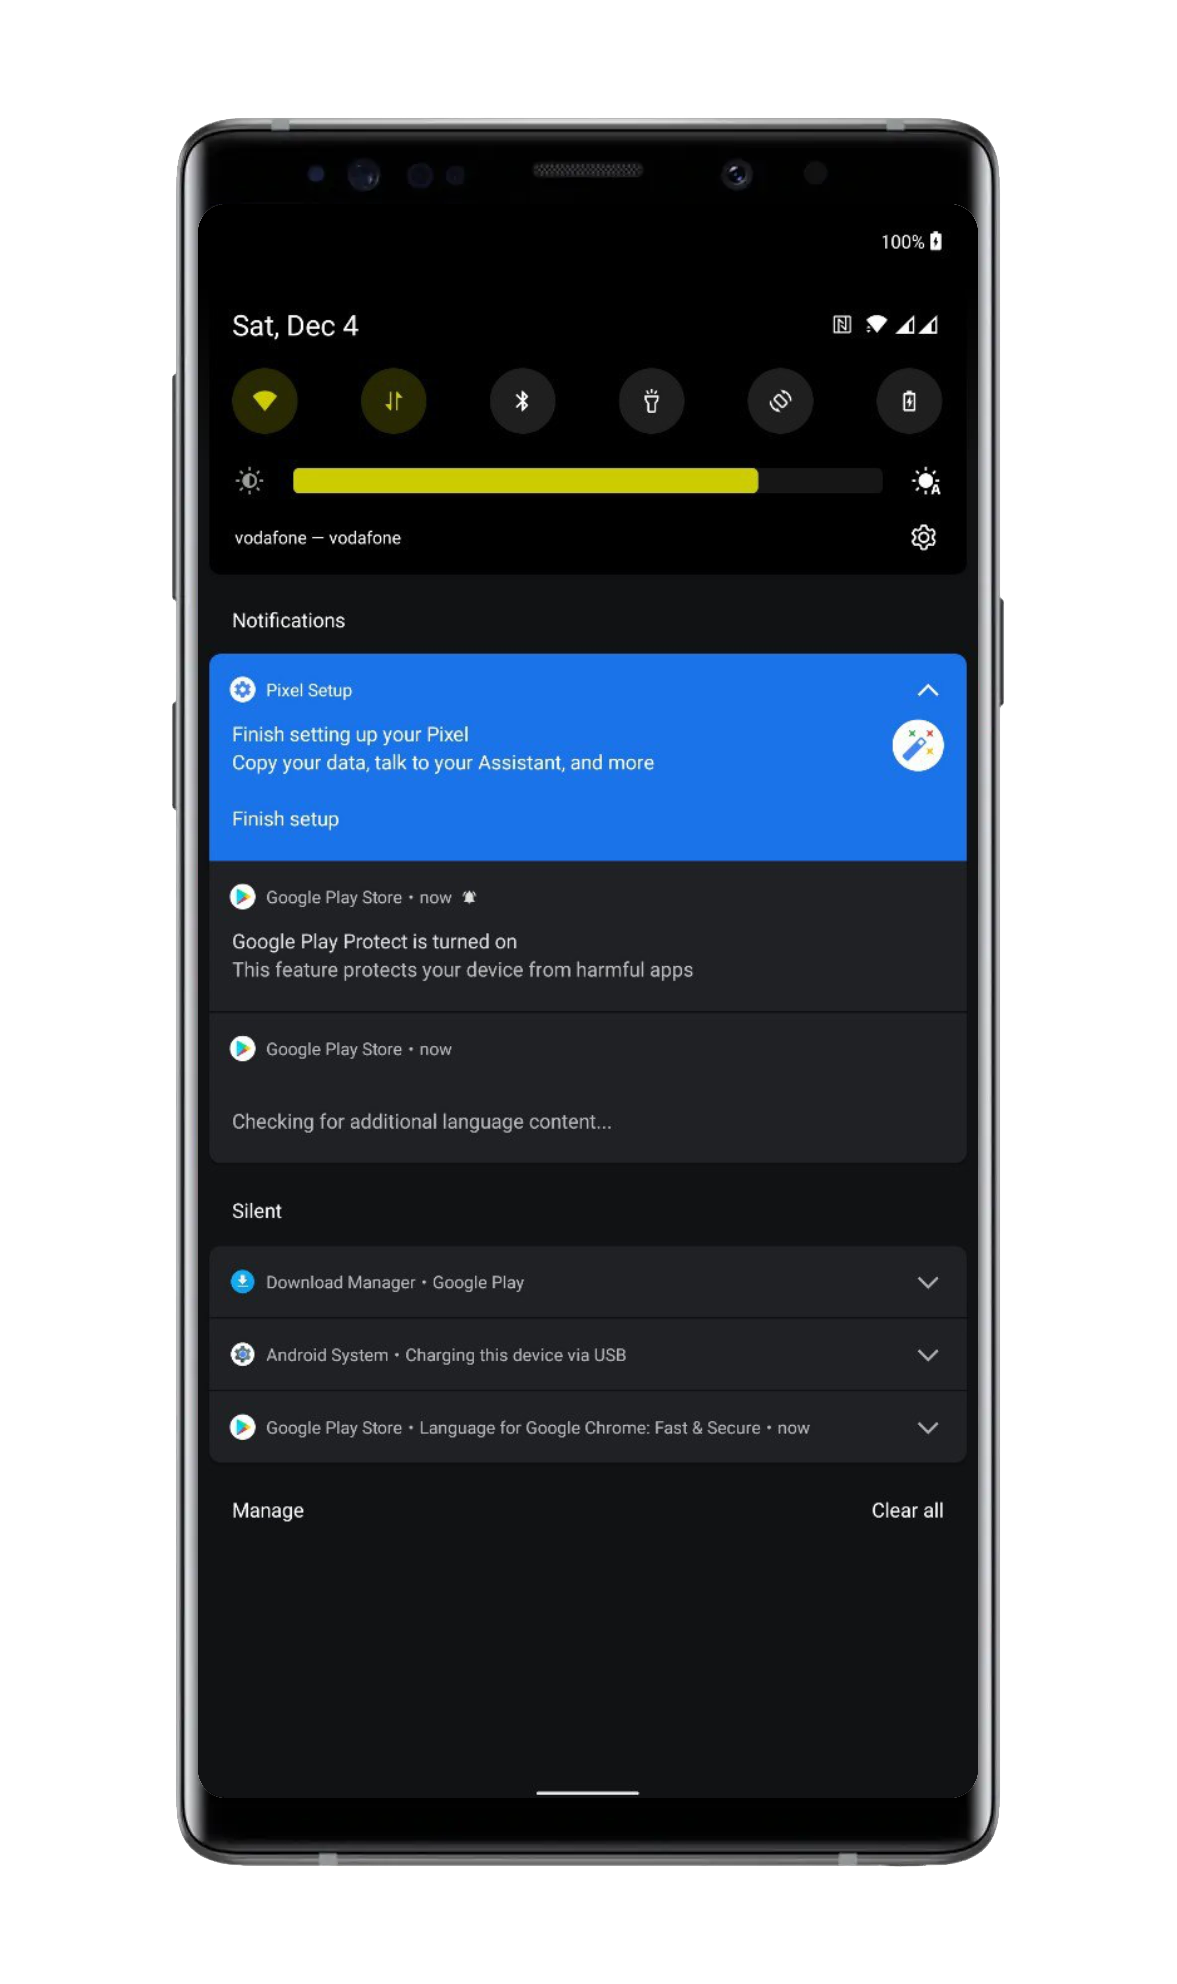 100%
Sat, Dec 4
vodafone — vodafone
Notifications
Pixel Setup
Finish setting up your Pixel
Copy your data, talk to your Assistant, and more
Finish setup
Google Play Store • now
Google Play Protect is turned on
This feature protects your device from harmful apps
Google Play Store • now
Checking for additional language content...
Silent
Download Manager • Google Play
Android System • Charging this device via USB
Google Play Store • Language for Google Chrome: Fast & Secure • now
Manage
Clear all